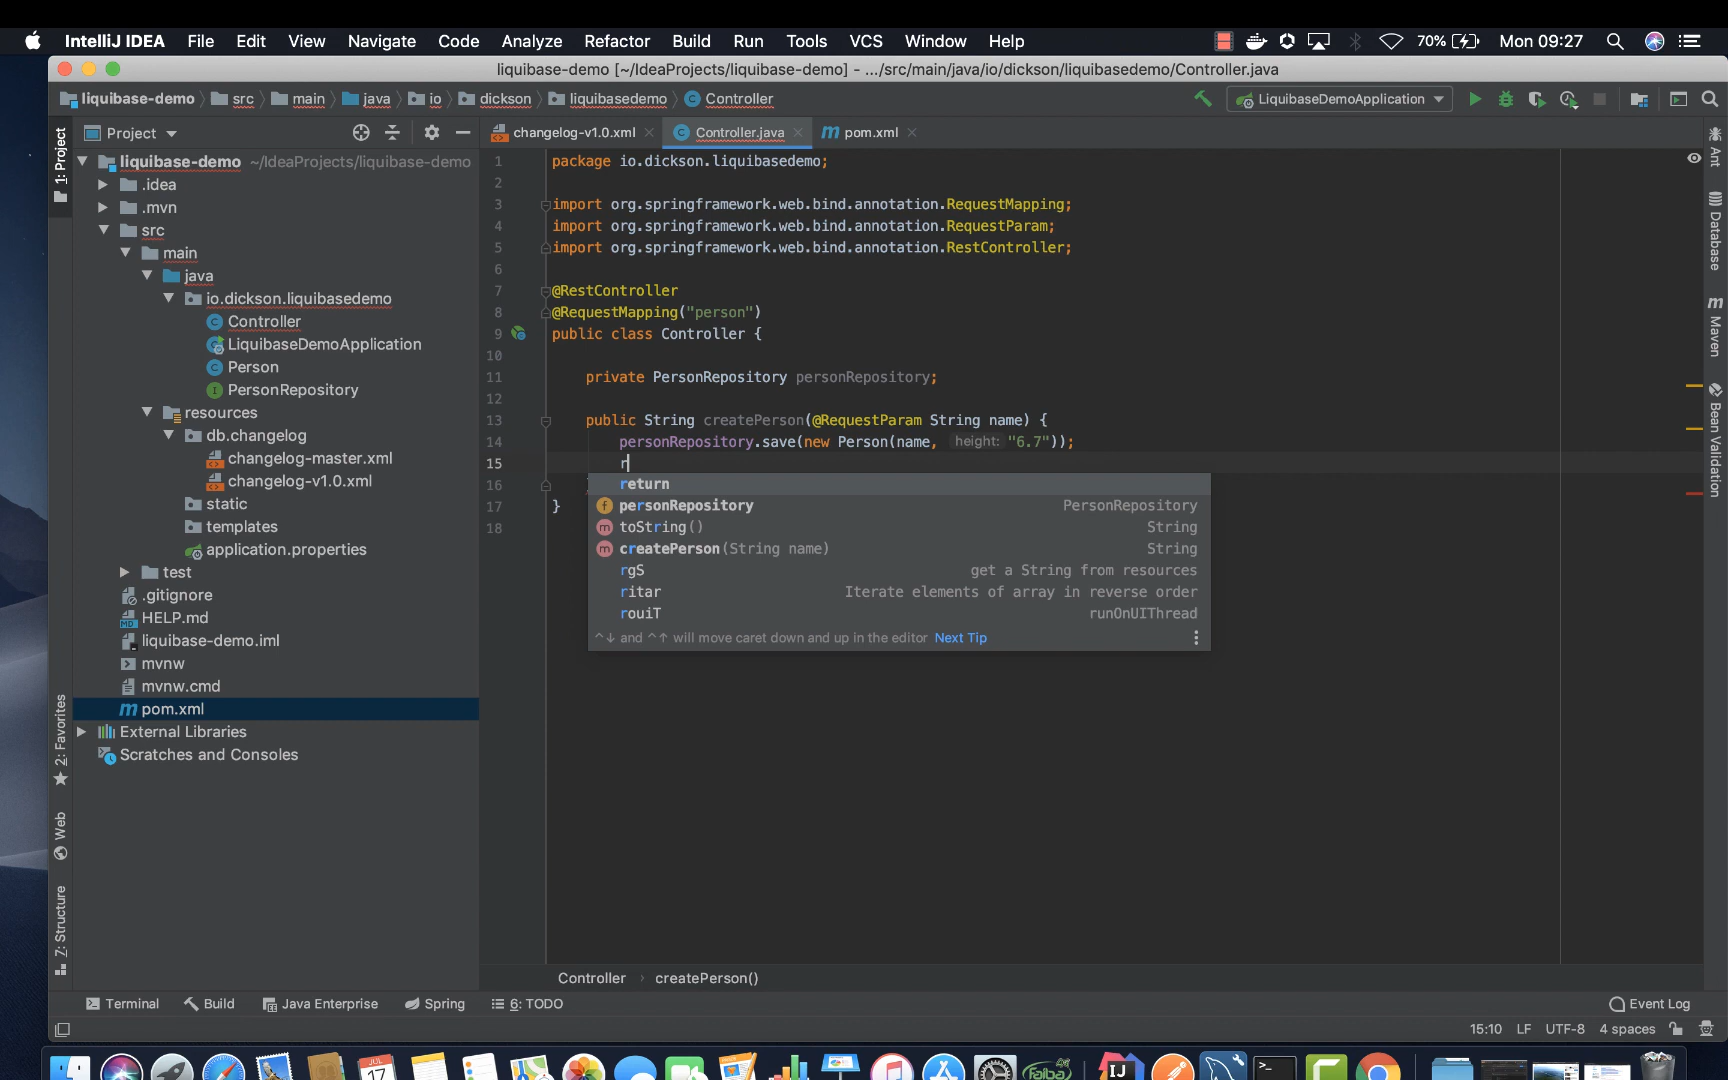 IntelliJ IDEA File Edit View Navigate Code Analyze Refactor Build Run Tools VCS Window Help 70% Mon 09:27
liquibase-demo [~/IdeaProjects/liquibase-demo] - .../src/main/java/io/dickson/liquibasedemo/Controller.java
liquibase-demo src main java io dickson liquibasedemo Controller LiquibaseDemoApplication
Project changelog-v1.0.xml Controller.java pom.xml
1: Project
2: Favorites
Web
Z: Structure
liquibase-demo ~/IdeaProjects/liquibase-demo
.idea
.mvn
src
main
java
io.dickson.liquibasedemo
Controller
LiquibaseDemoApplication
Person
PersonRepository
resources
db.changelog
changelog-master.xml
changelog-v1.0.xml
static
templates
application.properties
test
.gitignore
HELP.md
liquibase-demo.iml
mvnw
mvnw.cmd
pom.xml
External Libraries
Scratches and Consoles
1 package io.dickson.liquibasedemo;
2
3 import org.springframework.web.bind.annotation.RequestMapping;
4 import org.springframework.web.bind.annotation.RequestParam;
5 import org.springframework.web.bind.annotation.RestController;
6
7 @RestController
8 @RequestMapping("person")
9 public class Controller {
10
11 private PersonRepository personRepository;
12
13 public String createPerson(@RequestParam String name) {
14 personRepository.save(new Person(name, height: "6.7"));
15 r
16
17 }
18
return
personRepository PersonRepository
toString() String
createPerson(String name) String
rgS get a String from resources
ritar Iterate elements of array in reverse order
rouiT runOnUIThread
^↓ and ^↑ will move caret down and up in the editor Next Tip
Ant
Database
Maven
Bean Validation
Controller › createPerson()
Terminal Build Java Enterprise Spring 6: TODO Event Log
15:10 LF UTF-8 4 spaces
JUL
17
IJ
faiba